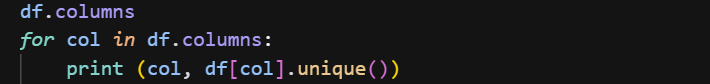 df.columns
for col in df.columns:
    print (col, df[col].unique())